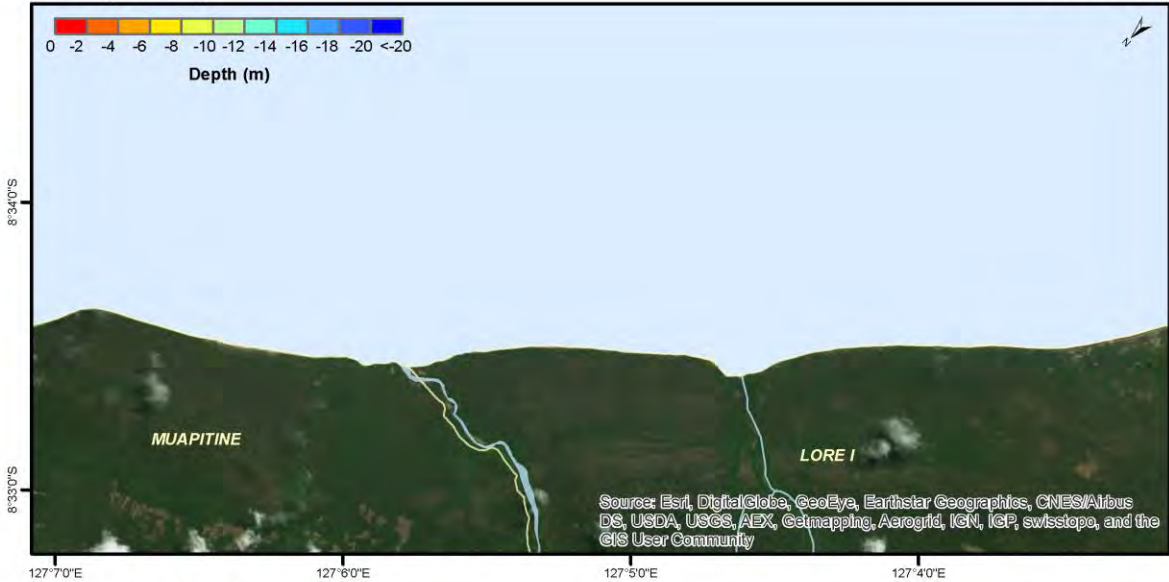 0 -2 -4 -6 -8 -10 -12 -14 -16 -18 -20 <-20
Depth (m)
N
8°34'0"S
MUAPITINE
LORE I
8°33'0"S
Source: Esri, DigitalGlobe, GeoEye, Earthstar Geographics, CNES/Airbus
DS, USDA, USGS, AEX, Getmapping, Aerogrid, IGN, IGP, swisstopo, and the
GIS User Community
127°7'0"E 127°6'0"E 127°5'0"E 127°4'0"E